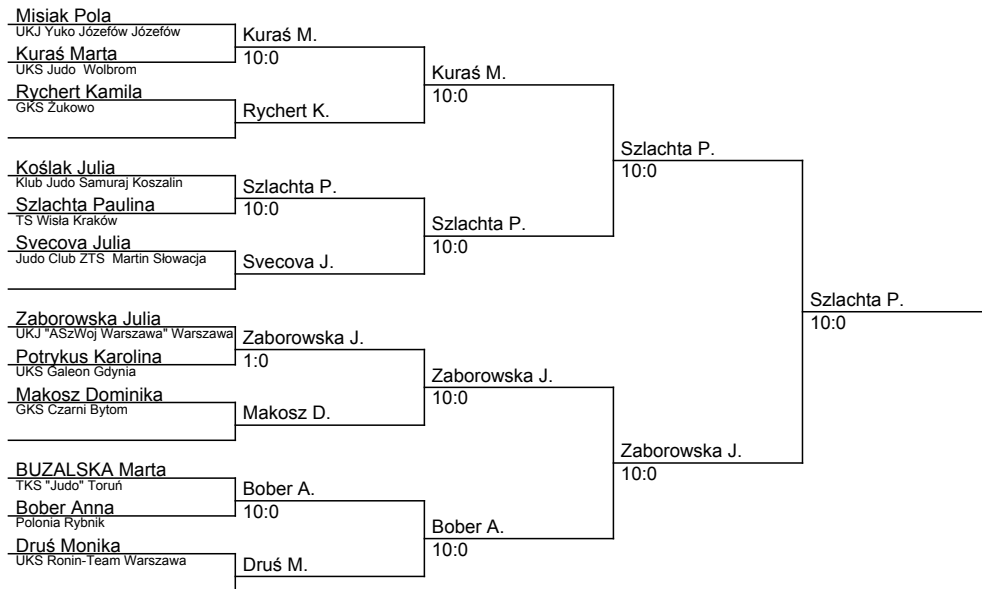 Misiak Pola
UKJ Yuko Józefów Józefów
Kuraś Marta
UKS Judo Wolbrom
Rychert Kamila
GKS Żukowo
Koślak Julia
Klub Judo Samuraj Koszalin
Szlachta Paulina
TS Wisła Kraków
Svecova Julia
Judo Club ZTS Martin Słowacja
Zaborowska Julia
UKJ "ASzWoj Warszawa" Warszawa
Potrykus Karolina
UKS Galeon Gdynia
Makosz Dominika
GKS Czarni Bytom
BUZALSKA Marta
TKS "Judo" Toruń
Bober Anna
Polonia Rybnik
Druś Monika
UKS Ronin-Team Warszawa
Kuraś M.
10:0
Rychert K.
Szlachta P.
10:0
Svecova J.
Zaborowska J.
1:0
Makosz D.
Bober A.
10:0
Druś M.
Kuraś M.
10:0
Szlachta P.
10:0
Zaborowska J.
10:0
Bober A.
10:0
Szlachta P.
10:0
Zaborowska J.
10:0
Szlachta P.
10:0